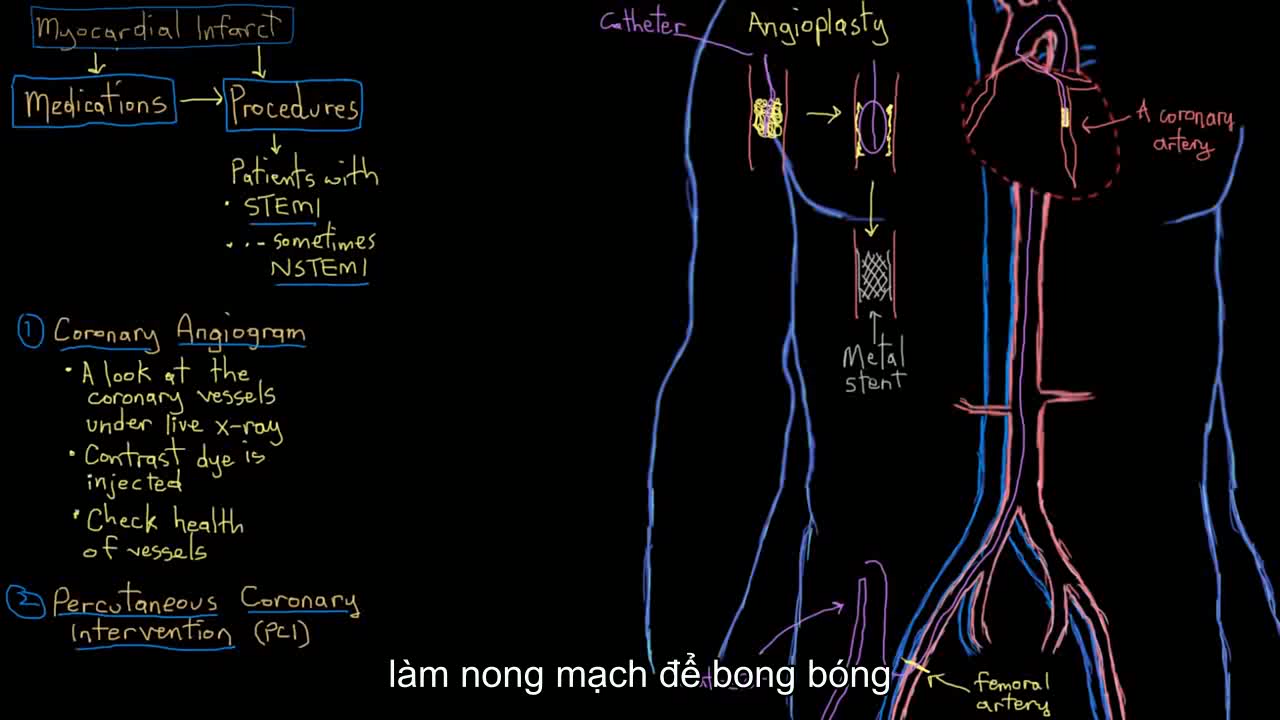 Myocardial Infarct
Medications
Procedures
Patients with
• STEMI
• ... sometimes
NSTEMI
① Coronary Angiogram
• A look at the
coronary vessels
under live x-ray
• Contrast dye is
injected
• Check health
of vessels
② Percutaneous Coronary
Intervention (PCI)
Catheter
Angioplasty
Metal
stent
A coronary
artery
femoral
artery
làm nong mạch để bong bóng